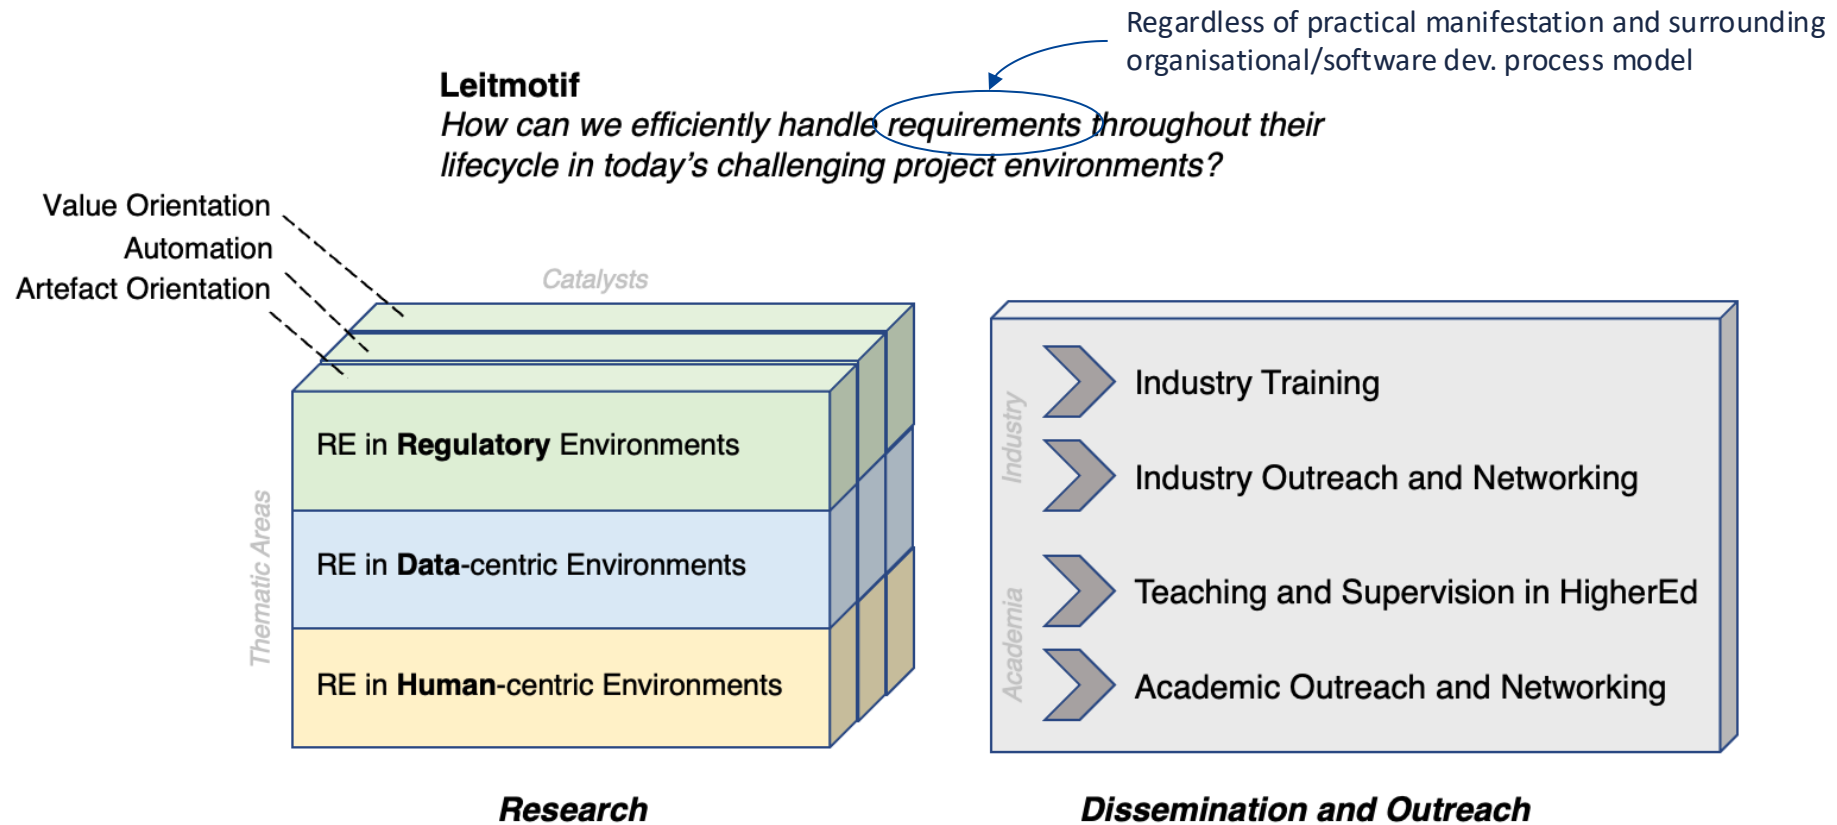 Regardless of practical manifestation and surrounding
organisational/software dev. process model
Leitmotif
How can we efficiently handle requirements throughout their
lifecycle in today's challenging project environments?
Value Orientation
Automation
Artefact Orientation
Catalysts
Thematic Areas
RE in Regulatory Environments
RE in Data-centric Environments
RE in Human-centric Environments
Research
Industry
Industry Training
Industry Outreach and Networking
Academia
Teaching and Supervision in HigherEd
Academic Outreach and Networking
Dissemination and Outreach